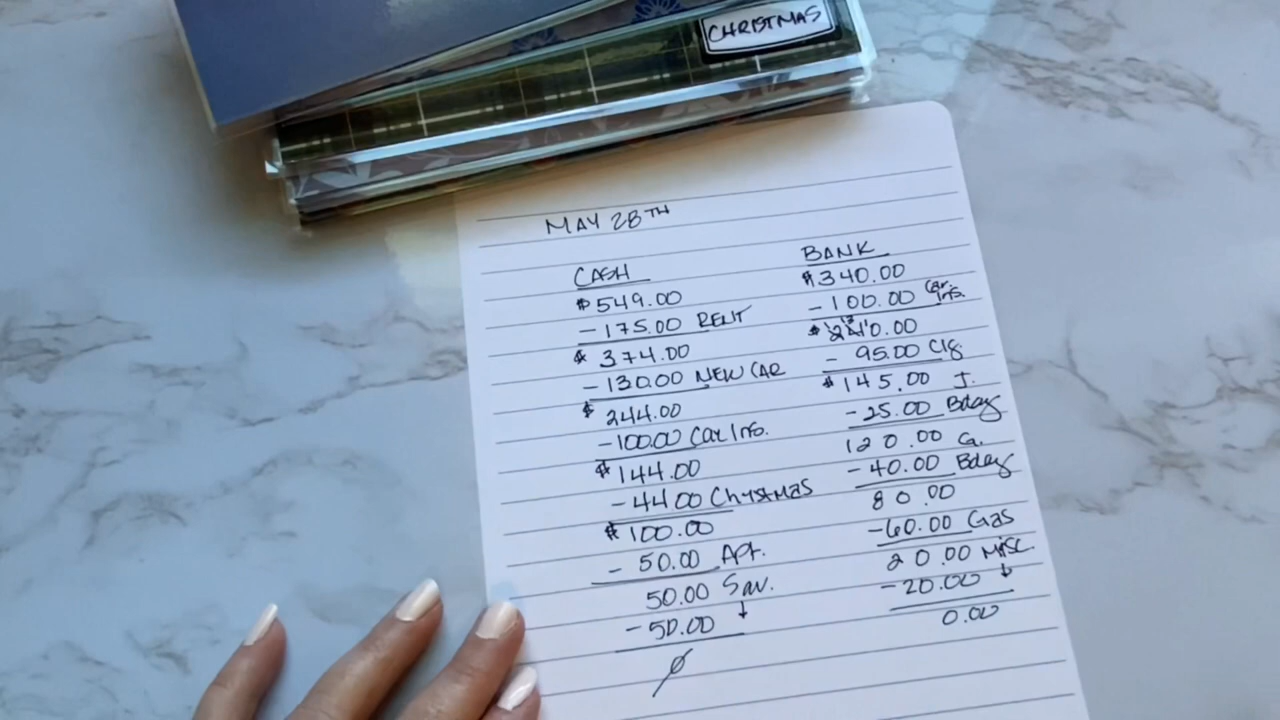 CHRISTMAS
MAY 28TH
CASH
$549.00
- 175.00 RENT
$ 374.00
- 130.00 NEW CAR
$ 244.00
- 100.00 Car Ins.
$ 144.00
- 44.00 Christmas
$ 100.00
- 50.00 Apt.
50.00 Sav.
- 50.00 ↓
Ø
BANK
$340.00
- 100.00 Car Ins.
$ 240.00
- 95.00 Cig.
$ 145.00 J.
- 25.00 Bday
120.00 G.
- 40.00 Bday
80.00
- 60.00 Gas
20.00 Misc.
- 20.00 ↓
0.00